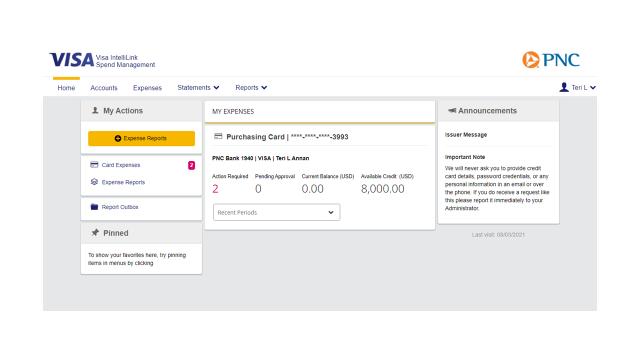 VISA Visa IntelliLink
Spend Management
PNC
Home Accounts Expenses Statements Reports Teri L
My Actions
Expense Reports
Card Expenses 2
Expense Reports
Report Outbox
Pinned
To show your favorites here, try pinning
items in menus by clicking
MY EXPENSES
Purchasing Card | ****-****-****-3993
PNC Bank 1940 | VISA | Teri L Annan
Action Required Pending Approval Current Balance (USD) Available Credit (USD)
2 0 0.00 8,000.00
Recent Periods
Announcements
Issuer Message
Important Note
We will never ask you to provide credit
card details, password credentials, or any
personal information in an email or over
the phone. If you do receive a request like
this please report it immediately to your
Administrator.
Last visit: 08/03/2021